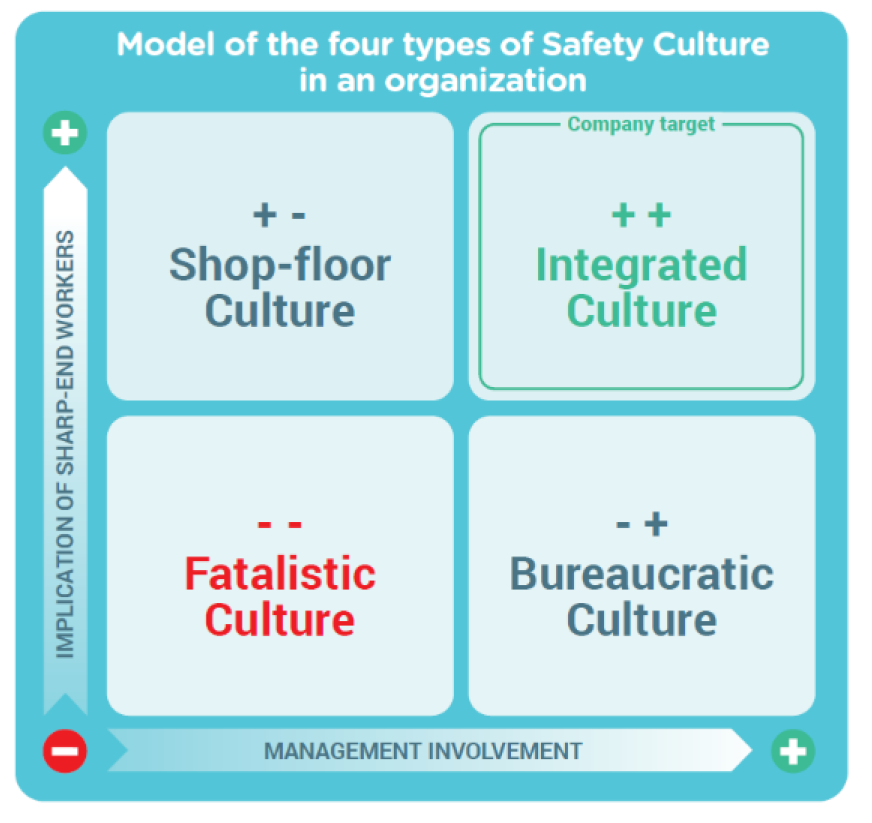 Model of the four types of Safety Culture
in an organization
Company target
+ -
Shop-floor
Culture
+ +
Integrated
Culture
IMPLICATION OF SHARP-END WORKERS
- -
Fatalistic
Culture
- +
Bureaucratic
Culture
MANAGEMENT INVOLVEMENT